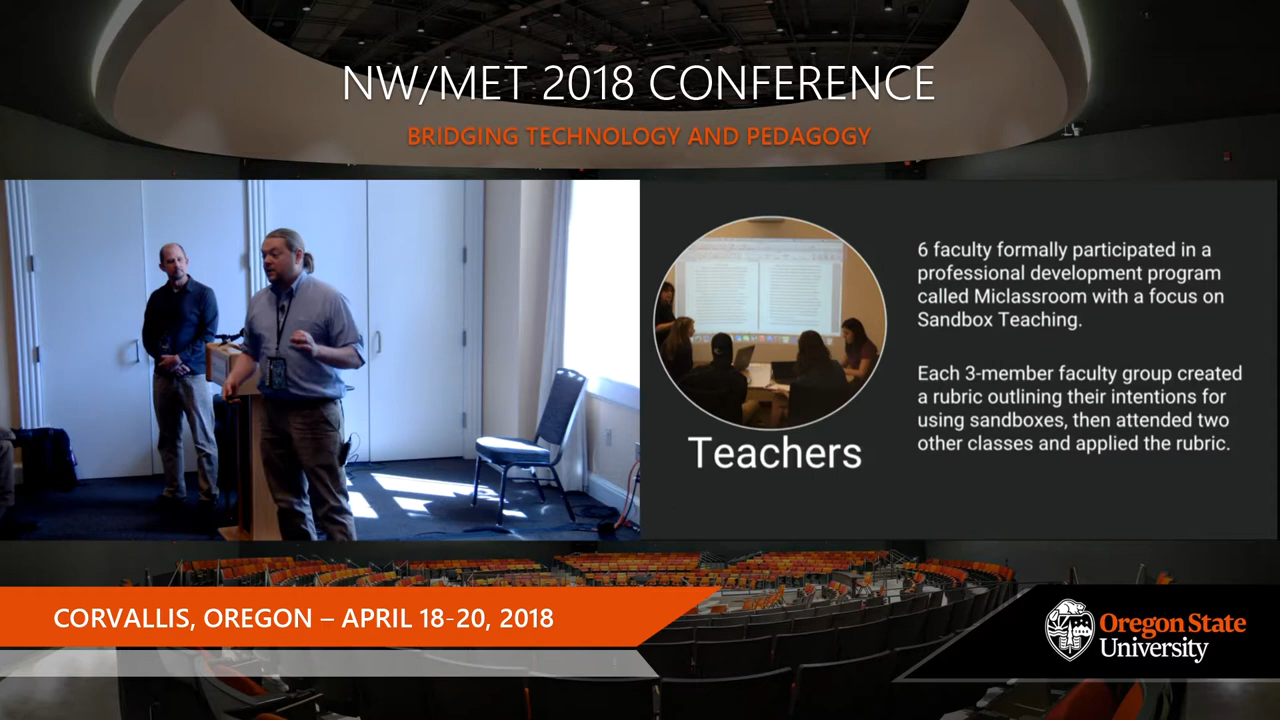 NW/MET 2018 CONFERENCE
BRIDGING TECHNOLOGY AND PEDAGOGY
6 faculty formally participated in a
professional development program
called Miclassroom with a focus on
Sandbox Teaching.
Each 3-member faculty group created
a rubric outlining their intentions for
using sandboxes, then attended two
other classes and applied the rubric.
Teachers
CORVALLIS, OREGON – APRIL 18-20, 2018
Oregon State
University